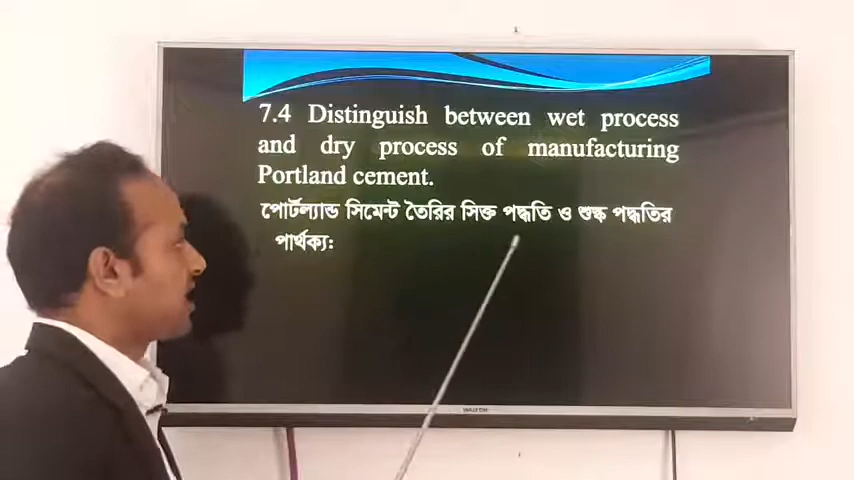 7.4 Distinguish between wet process
and dry process of manufacturing
Portland cement.
পোর্টল্যান্ড সিমেন্ট তৈরির সিক্ত পদ্ধতি ও শুষ্ক পদ্ধতির
পার্থক্য:
WALTON